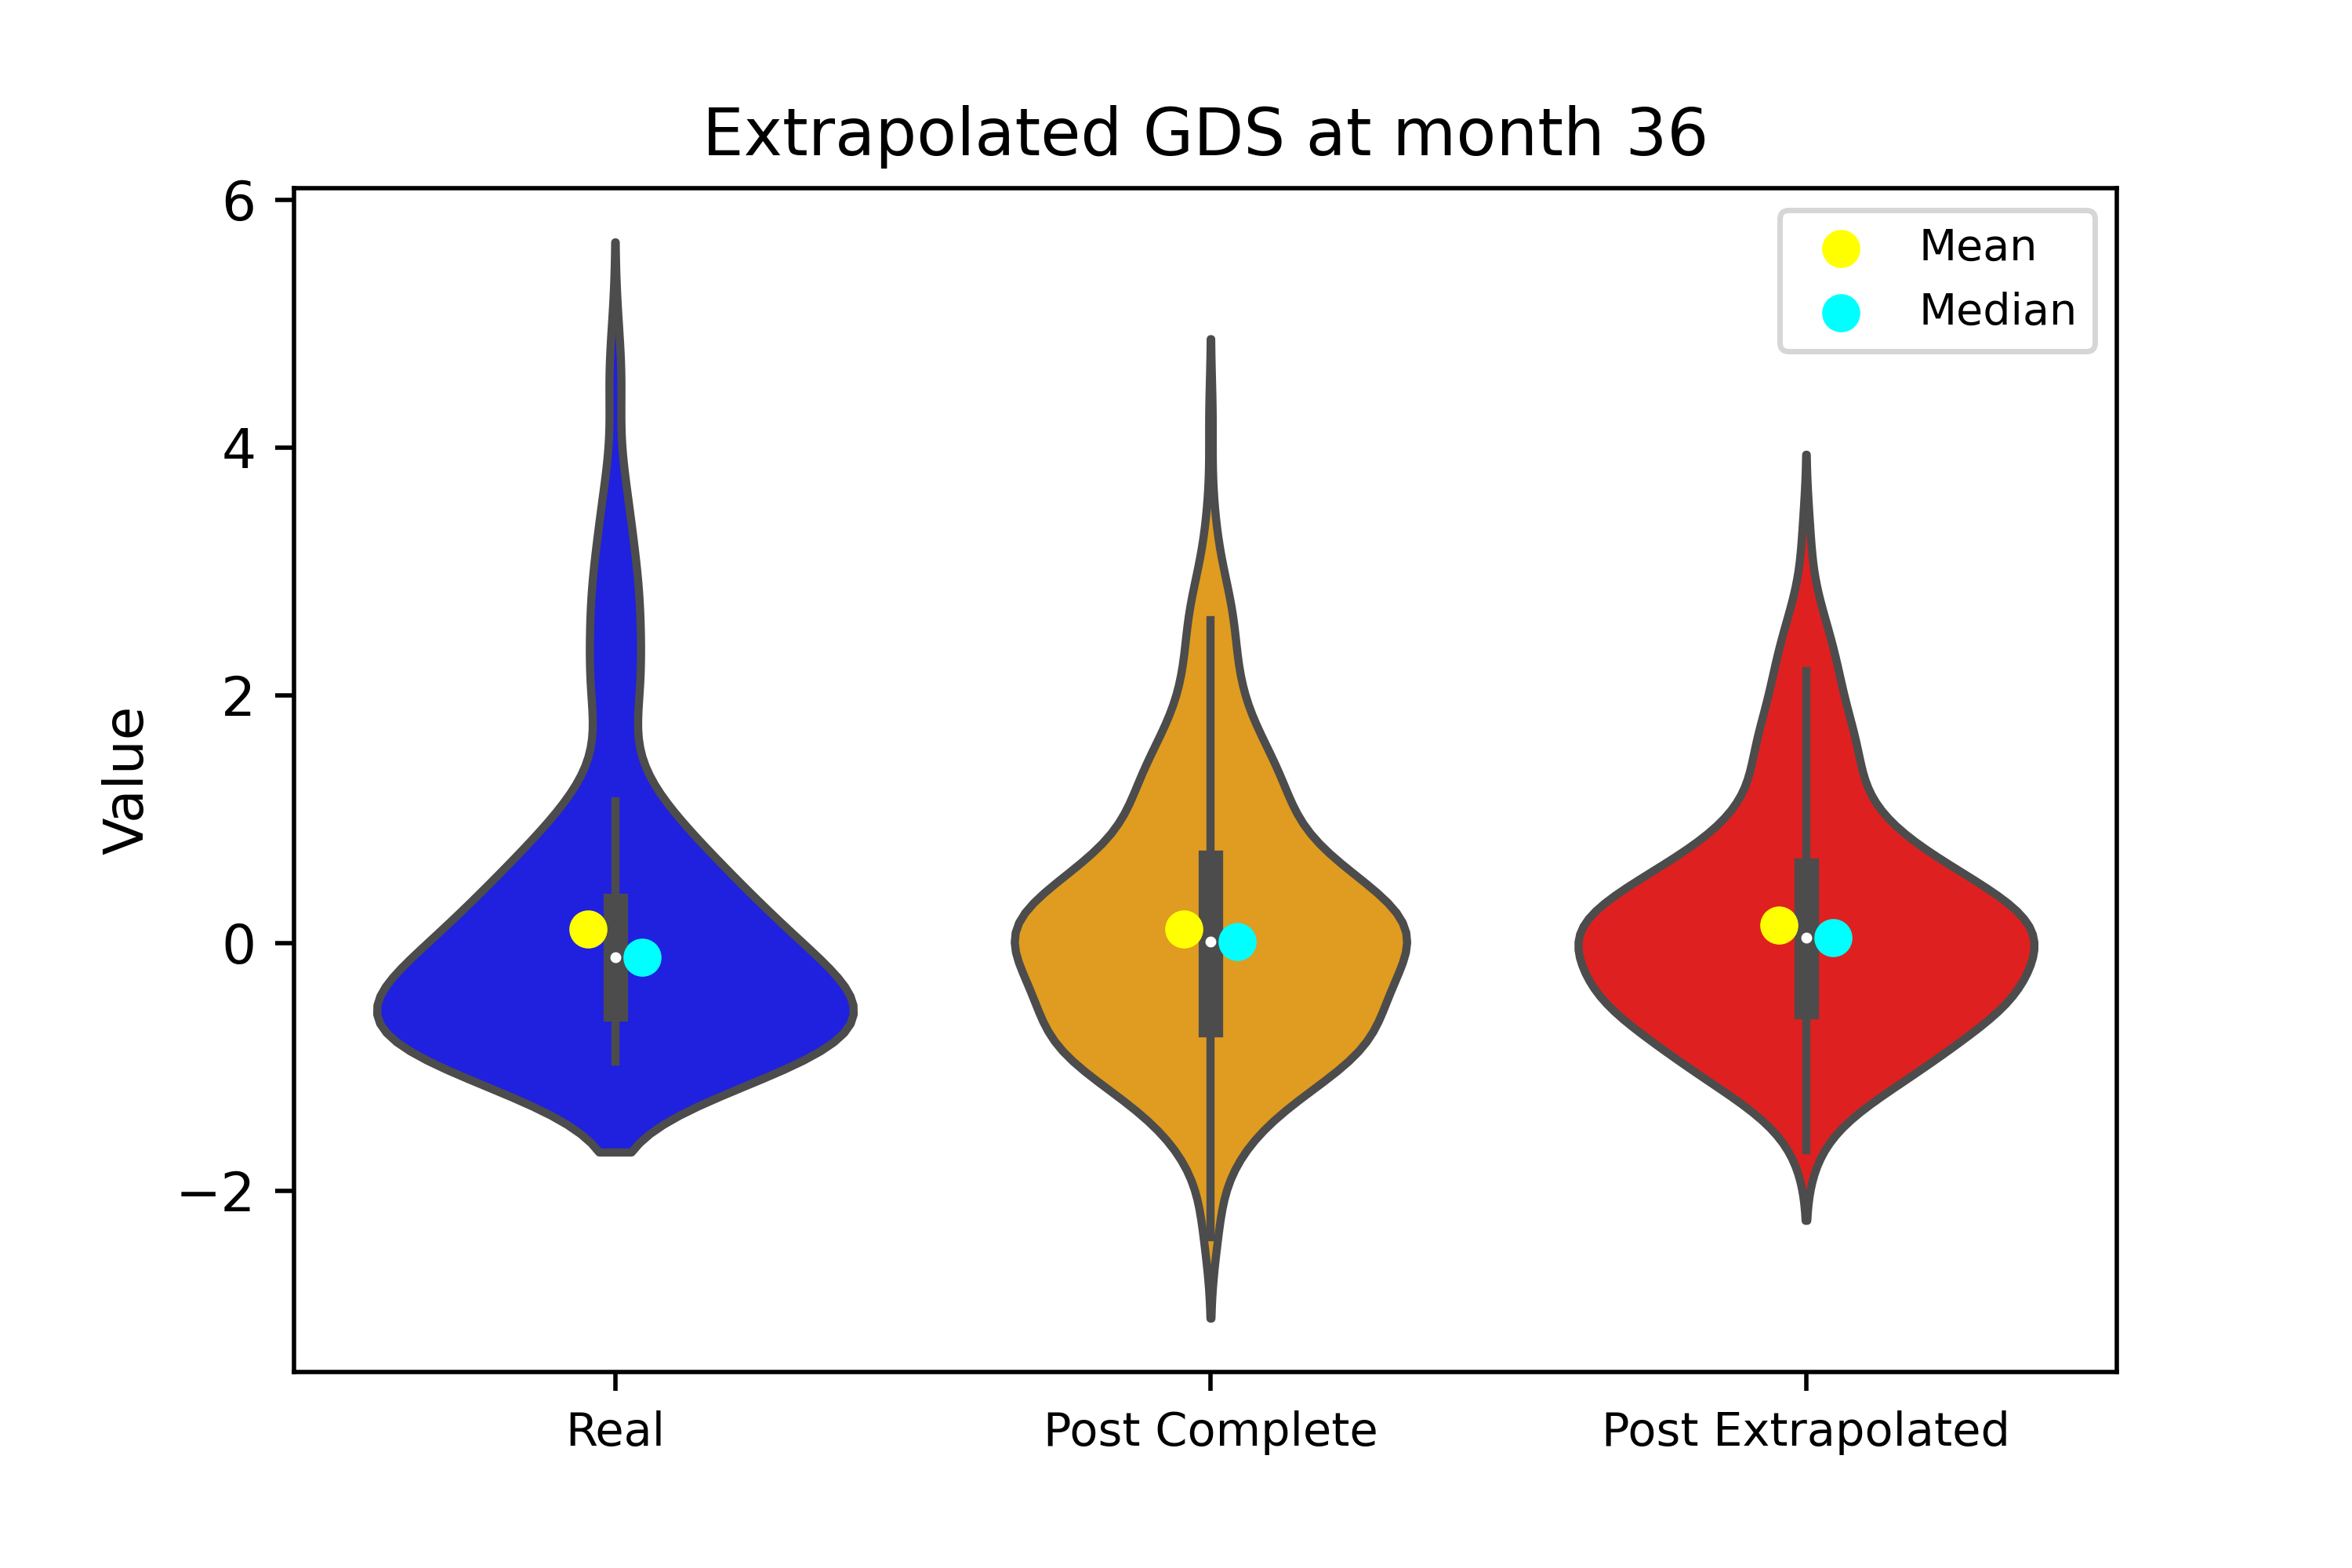 Extrapolated GDS at month 36
6
4
2
0
−2
Value
Mean
Median
Real
Post Complete
Post Extrapolated